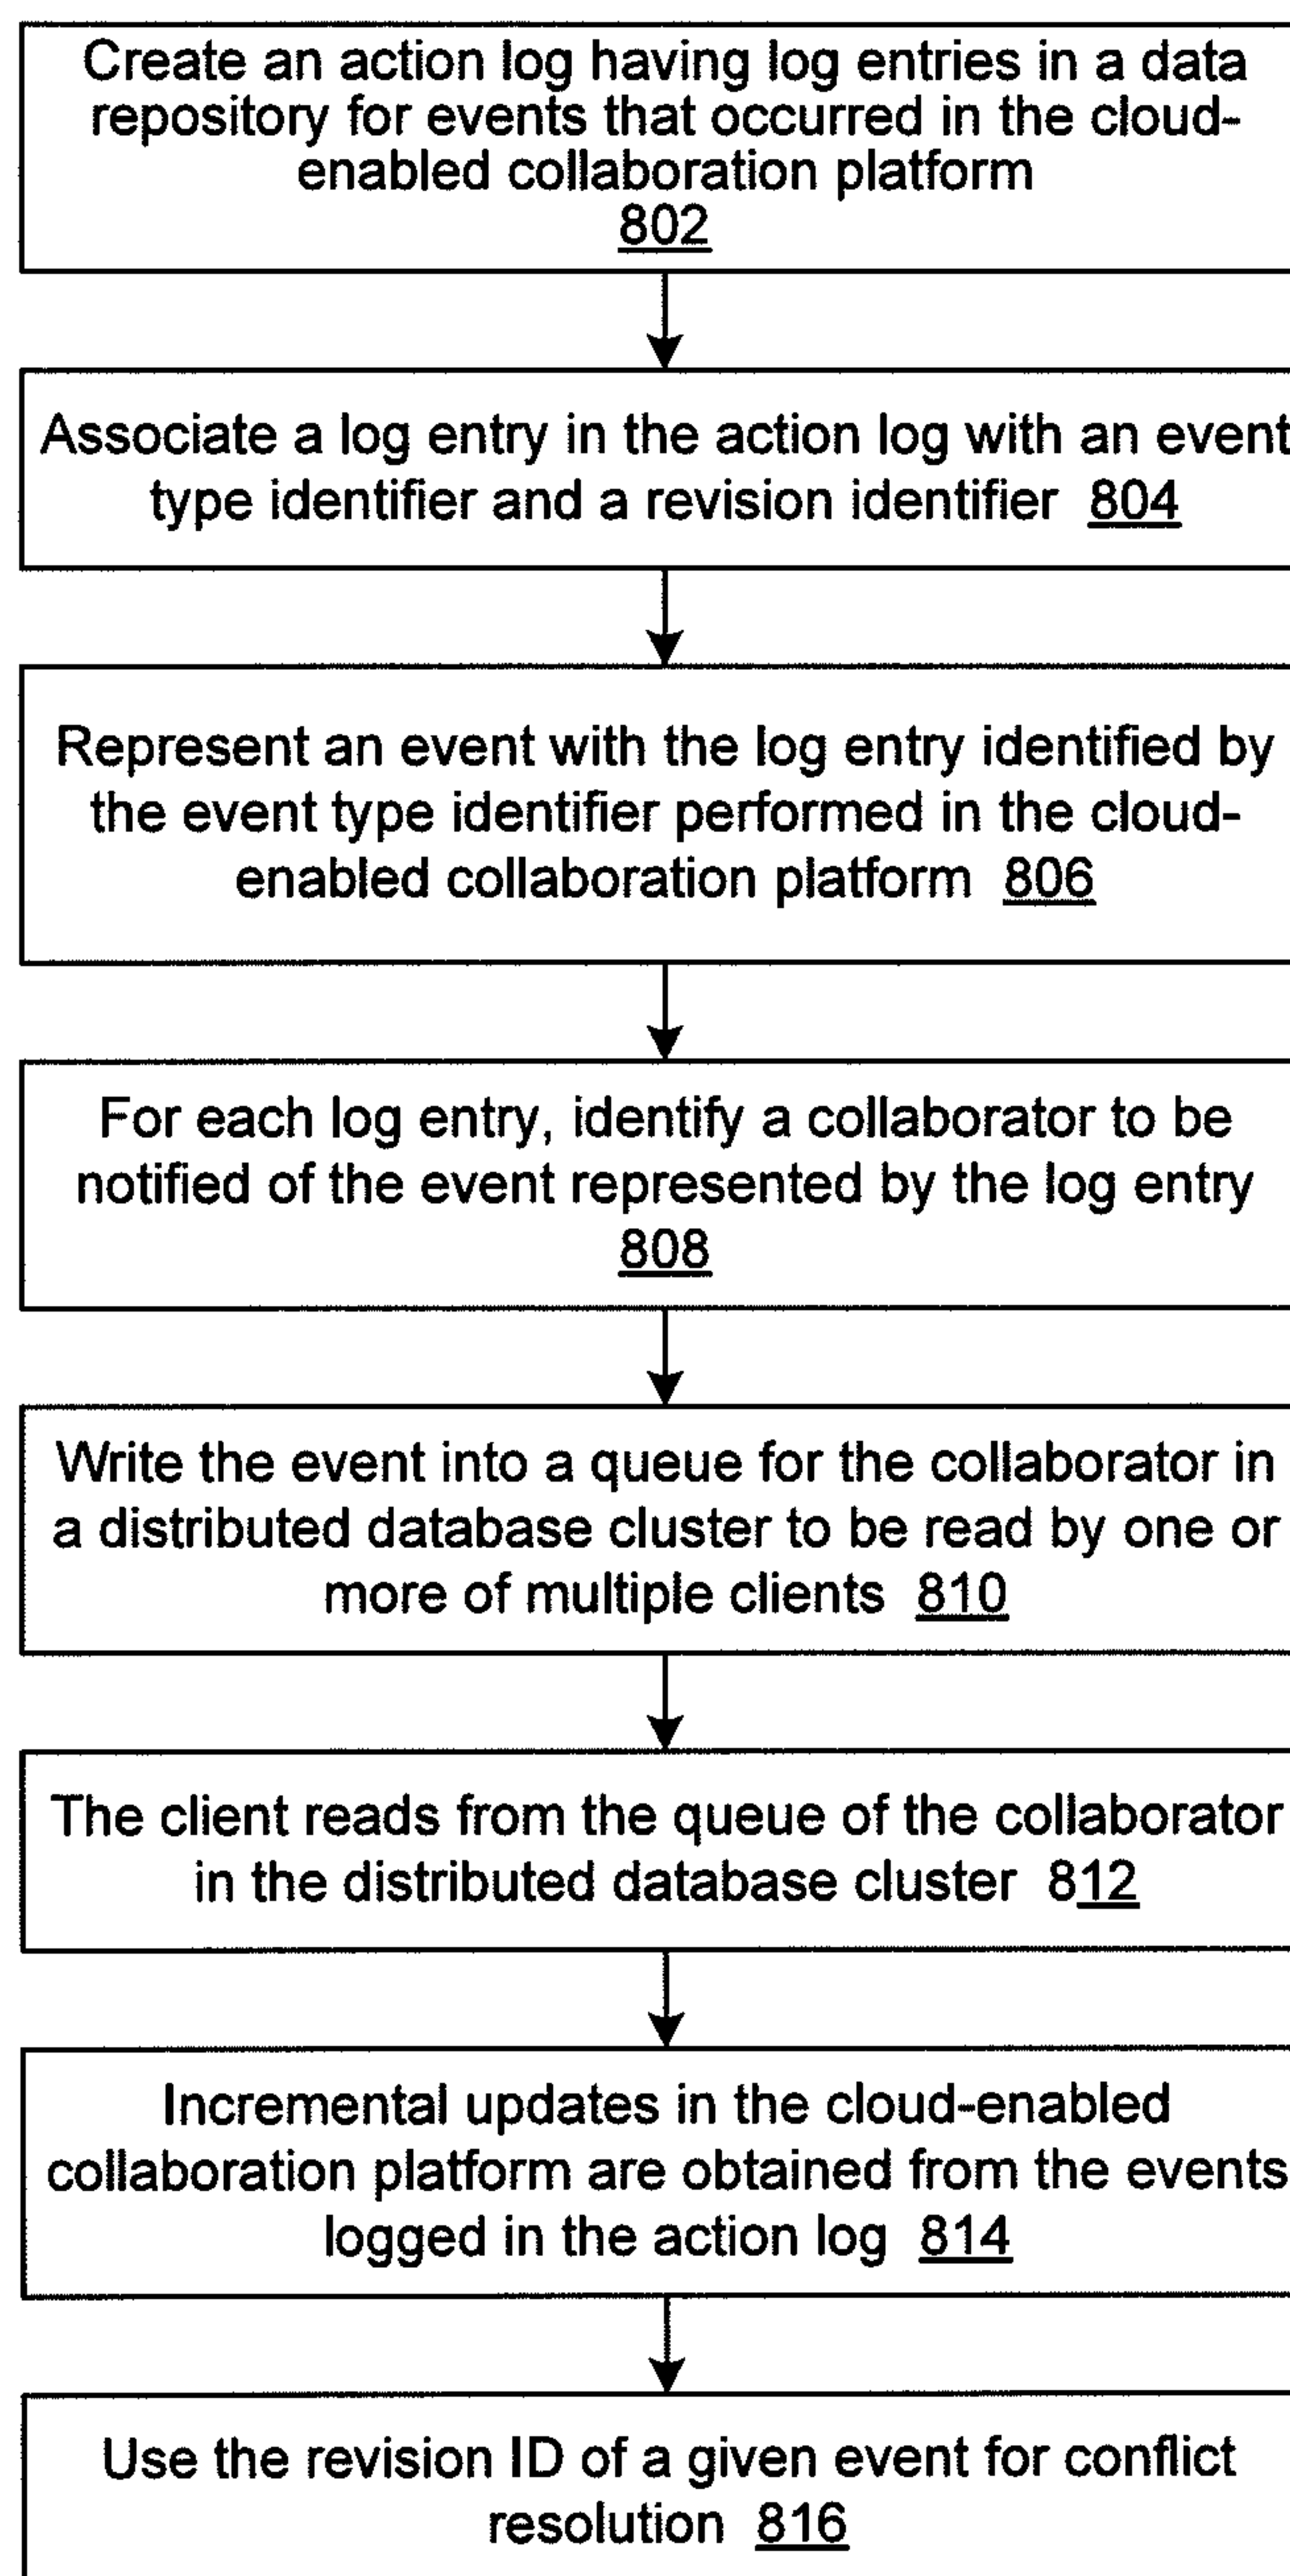 Create an action log having log entries in a data
repository for events that occurred in the cloud-
enabled collaboration platform
802
Associate a log entry in the action log with an event
type identifier and a revision identifier 804
Represent an event with the log entry identified by
the event type identifier performed in the cloud-
enabled collaboration platform 806
For each log entry, identify a collaborator to be
notified of the event represented by the log entry
808
Write the event into a queue for the collaborator in
a distributed database cluster to be read by one or
more of multiple clients 810
The client reads from the queue of the collaborator
in the distributed database cluster 812
Incremental updates in the cloud-enabled
collaboration platform are obtained from the events
logged in the action log 814
Use the revision ID of a given event for conflict
resolution 816